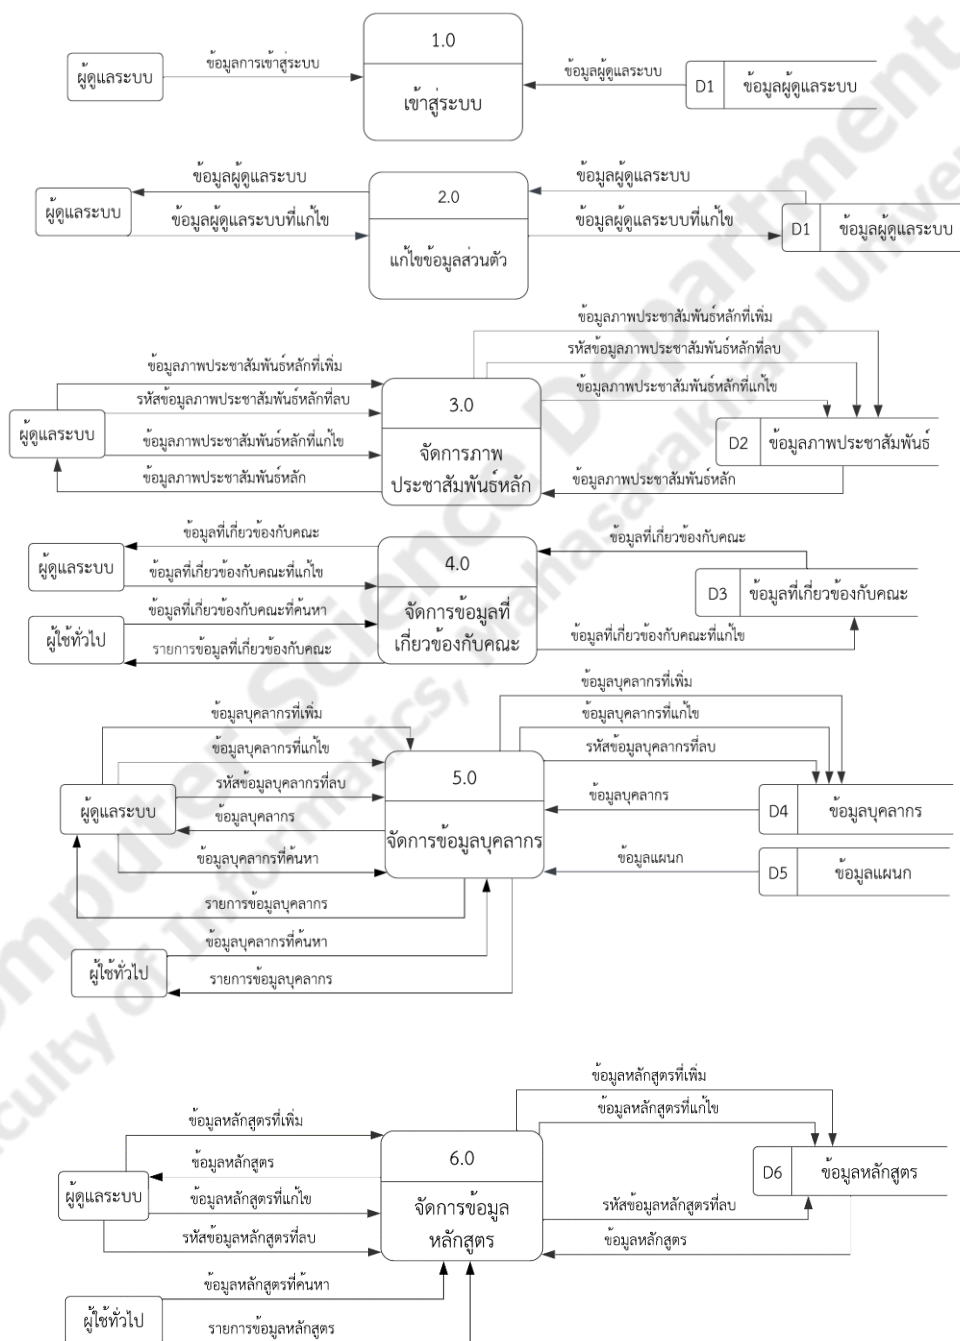 1.0
ผู้ดูแลระบบ
ข้อมูลการเข้าสู่ระบบ
เข้าสู่ระบบ
ข้อมูลผู้ดูแลระบบ
D1 ข้อมูลผู้ดูแลระบบ
ผู้ดูแลระบบ
ข้อมูลผู้ดูแลระบบ
ข้อมูลผู้ดูแลระบบที่แก้ไข
2.0
แก้ไขข้อมูลส่วนตัว
ข้อมูลผู้ดูแลระบบ
ข้อมูลผู้ดูแลระบบที่แก้ไข
D1 ข้อมูลผู้ดูแลระบบ
ข้อมูลภาพประชาสัมพันธ์หลักที่เพิ่ม
รหัสข้อมูลภาพประชาสัมพันธ์หลักที่ลบ
ข้อมูลภาพประชาสัมพันธ์หลักที่แก้ไข
ข้อมูลภาพประชาสัมพันธ์หลักที่เพิ่ม
รหัสข้อมูลภาพประชาสัมพันธ์หลักที่ลบ
ผู้ดูแลระบบ
ข้อมูลภาพประชาสัมพันธ์หลักที่แก้ไข
ข้อมูลภาพประชาสัมพันธ์หลัก
3.0
จัดการภาพ
ประชาสัมพันธ์หลัก
D2 ข้อมูลภาพประชาสัมพันธ์
ข้อมูลภาพประชาสัมพันธ์หลัก
ข้อมูลที่เกี่ยวข้องกับคณะ
ผู้ดูแลระบบ
ข้อมูลที่เกี่ยวข้องกับคณะที่แก้ไข
ข้อมูลที่เกี่ยวข้องกับคณะที่ค้นหา
ผู้ใช้ทั่วไป
รายการข้อมูลที่เกี่ยวข้องกับคณะ
4.0
จัดการข้อมูลที่
เกี่ยวข้องกับคณะ
ข้อมูลที่เกี่ยวข้องกับคณะ
D3 ข้อมูลที่เกี่ยวข้องกับคณะ
ข้อมูลที่เกี่ยวข้องกับคณะที่แก้ไข
ข้อมูลบุคลากรที่เพิ่ม
ข้อมูลบุคลากรที่แก้ไข
รหัสข้อมูลบุคลากรที่ลบ
ข้อมูลบุคลากรที่เพิ่ม
ข้อมูลบุคลากรที่แก้ไข
รหัสข้อมูลบุคลากรที่ลบ
ผู้ดูแลระบบ
ข้อมูลบุคลากร
ข้อมูลบุคลากรที่ค้นหา
รายการข้อมูลบุคลากร
5.0
จัดการข้อมูลบุคลากร
ข้อมูลบุคลากร
D4 ข้อมูลบุคลากร
ข้อมูลแผนก
D5 ข้อมูลแผนก
ข้อมูลบุคลากรที่ค้นหา
ผู้ใช้ทั่วไป
รายการข้อมูลบุคลากร
ข้อมูลหลักสูตรที่เพิ่ม
ข้อมูลหลักสูตรที่แก้ไข
ข้อมูลหลักสูตรที่เพิ่ม
ข้อมูลหลักสูตร
ผู้ดูแลระบบ
ข้อมูลหลักสูตรที่แก้ไข
รหัสข้อมูลหลักสูตรที่ลบ
6.0
จัดการข้อมูล
หลักสูตร
D6 ข้อมูลหลักสูตร
รหัสข้อมูลหลักสูตรที่ลบ
ข้อมูลหลักสูตร
ข้อมูลหลักสูตรที่ค้นหา
ผู้ใช้ทั่วไป
รายการข้อมูลหลักสูตร
Computer Science Department
Faculty of Informatics, Mahasarakham